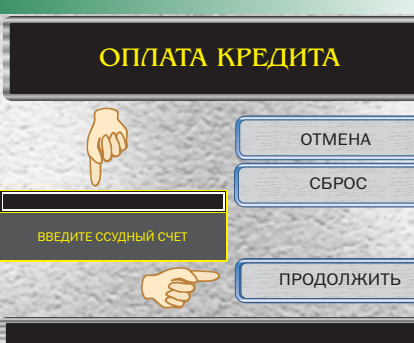 ОПЛАТА КРЕДИТА
ОТМЕНА
СБРОС
ВВЕДИТЕ ССУДНЫЙ СЧЕТ
ПРОДОЛЖИТЬ